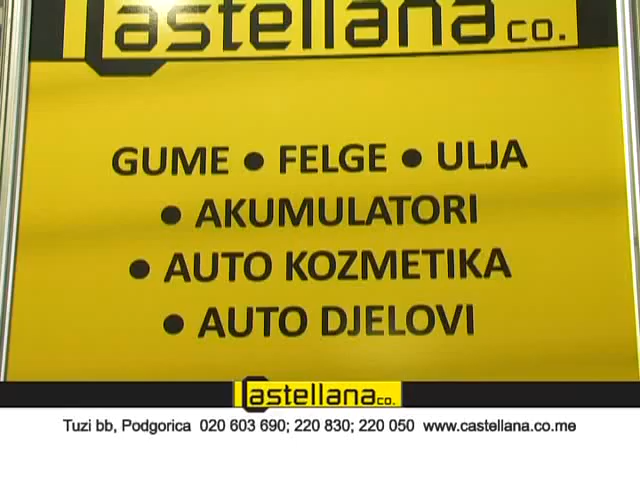 Castellana co.
GUME • FELGE • ULJA
• AKUMULATORI
• AUTO KOZMETIKA
• AUTO DJELOVI
Castellana co.
Tuzi bb, Podgorica 020 603 690; 220 830; 220 050 www.castellana.co.me